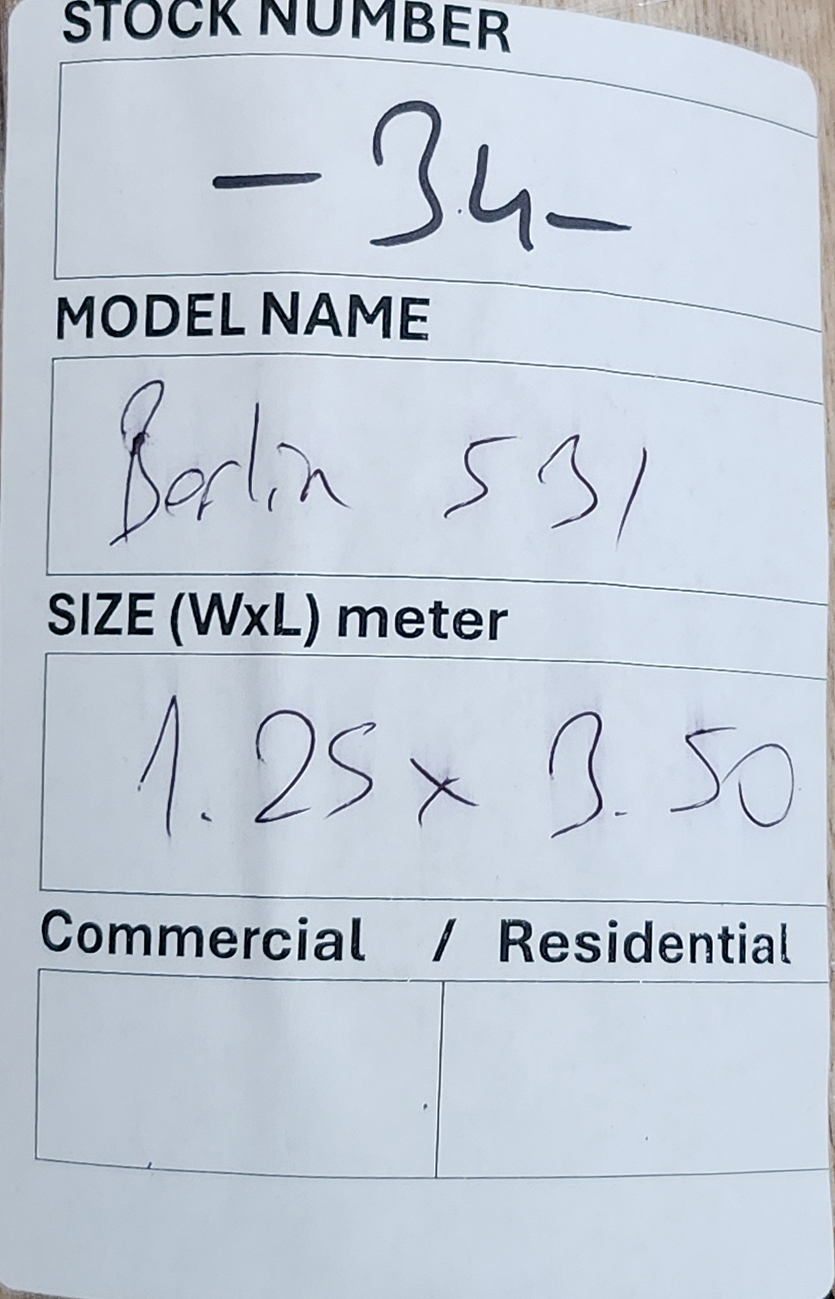 STOCK NUMBER
- 34 -
MODEL NAME
Berlin 531
SIZE (WxL) meter
1.25 x 3.50
Commercial / Residential